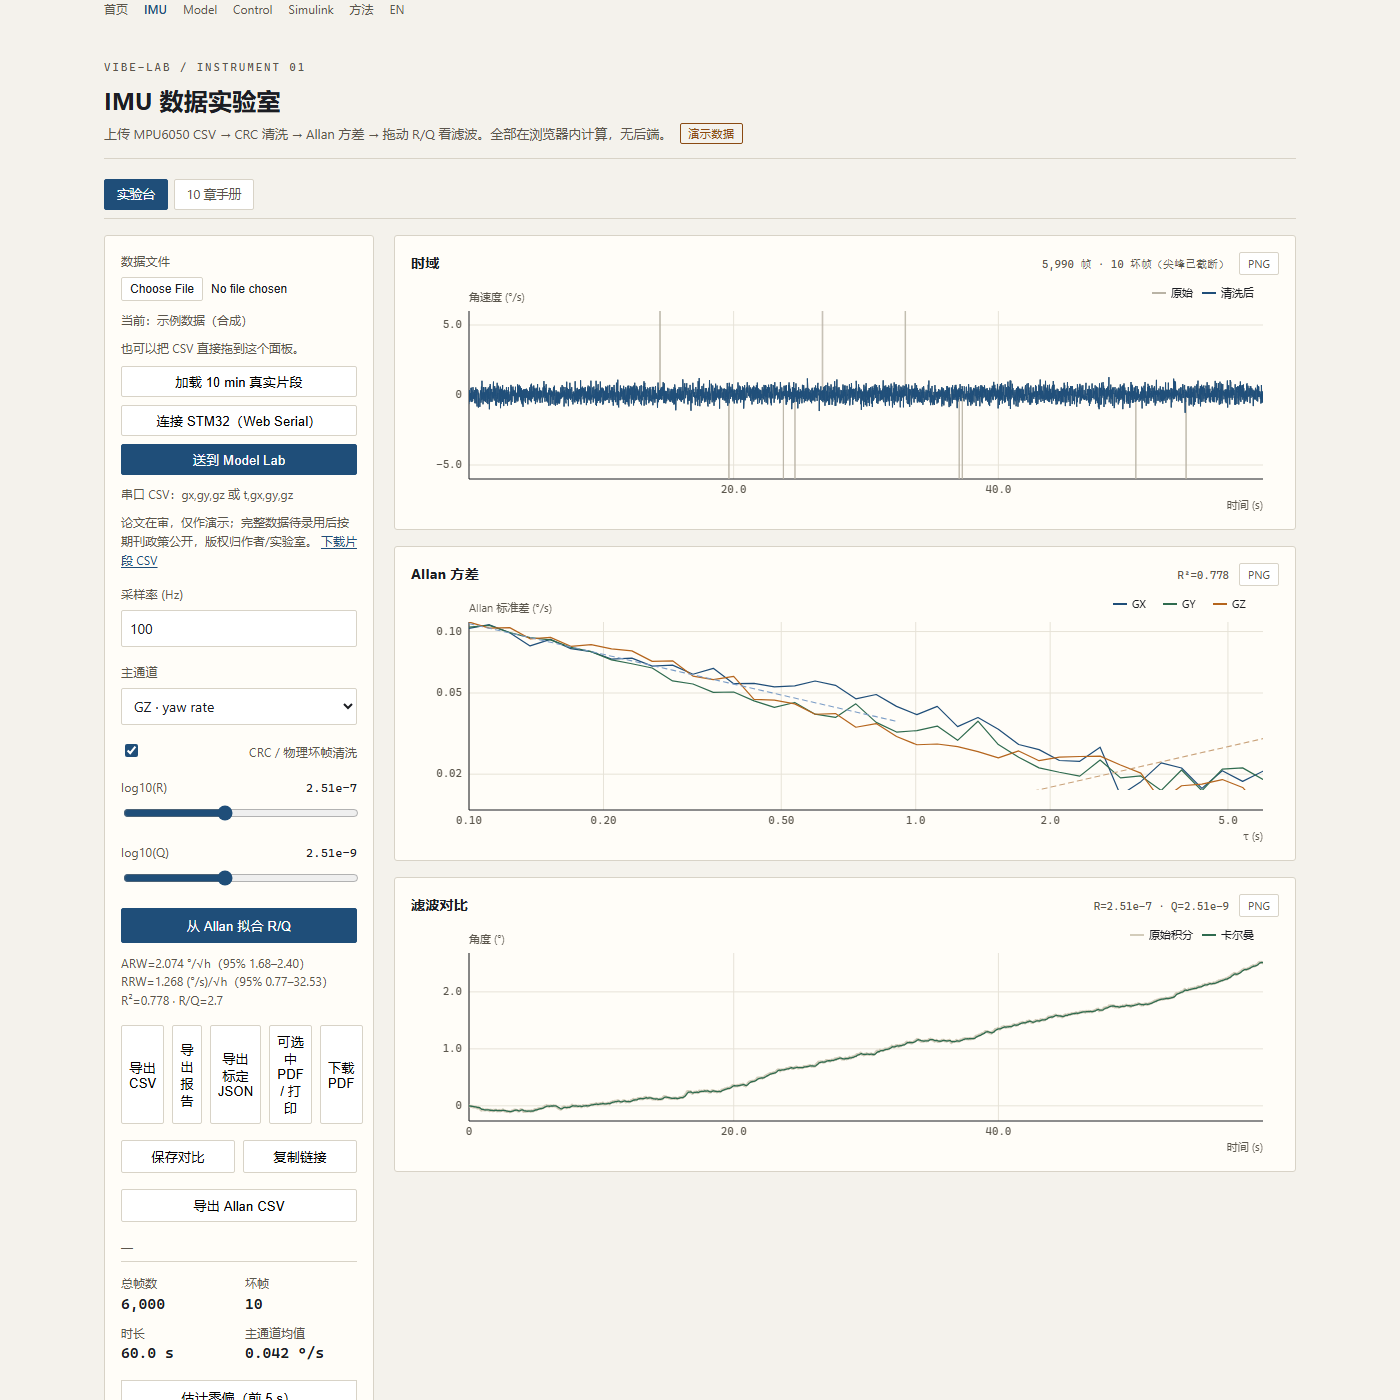 首页 IMU Model Control Simulink 方法 EN
VIBE-LAB / INSTRUMENT 01
IMU 数据实验室
上传 MPU6050 CSV → CRC 清洗 → Allan 方差 → 拖动 R/Q 看滤波。全部在浏览器内计算，无后端。 演示数据
实验台 10 章手册
数据文件
Choose File No file chosen
当前：示例数据（合成）
也可以把 CSV 直接拖到这个面板。
加载 10 min 真实片段
连接 STM32（Web Serial）
送到 Model Lab
串口 CSV：gx,gy,gz 或 t,gx,gy,gz
论文在审，仅作演示；完整数据待录用后按
期刊政策公开，版权归作者/实验室。 下载片
段 CSV
采样率 (Hz)
100
主通道
GZ · yaw rate
CRC / 物理坏帧清洗
log10(R) 2.51e-7
log10(Q) 2.51e-9
从 Allan 拟合 R/Q
ARW=2.074 °/√h（95% 1.68–2.40）
RRW=1.268 (°/s)/√h（95% 0.77–32.53）
R²=0.778 · R/Q=2.7
导出
CSV
导
出
报
告
导出
标定
JSON
可选
中
PDF
/ 打
印
下载
PDF
保存对比 复制链接
导出 Allan CSV
—
总帧数 坏帧
6,000 10
时长 主通道均值
60.0 s 0.042 °/s
估计零偏（前 5 s）
时域 5,990 帧 · 10 坏帧（尖峰已截断） PNG
角速度 (°/s) 原始 清洗后
5.0
0
−5.0
20.0 40.0
时间 (s)
Allan 方差 R²=0.778 PNG
Allan 标准差 (°/s) GX GY GZ
0.10
0.05
0.02
0.10 0.20 0.50 1.0 2.0 5.0
τ (s)
滤波对比 R=2.51e-7 · Q=2.51e-9 PNG
角度 (°) 原始积分 卡尔曼
2.0
1.0
0
0 20.0 40.0
时间 (s)